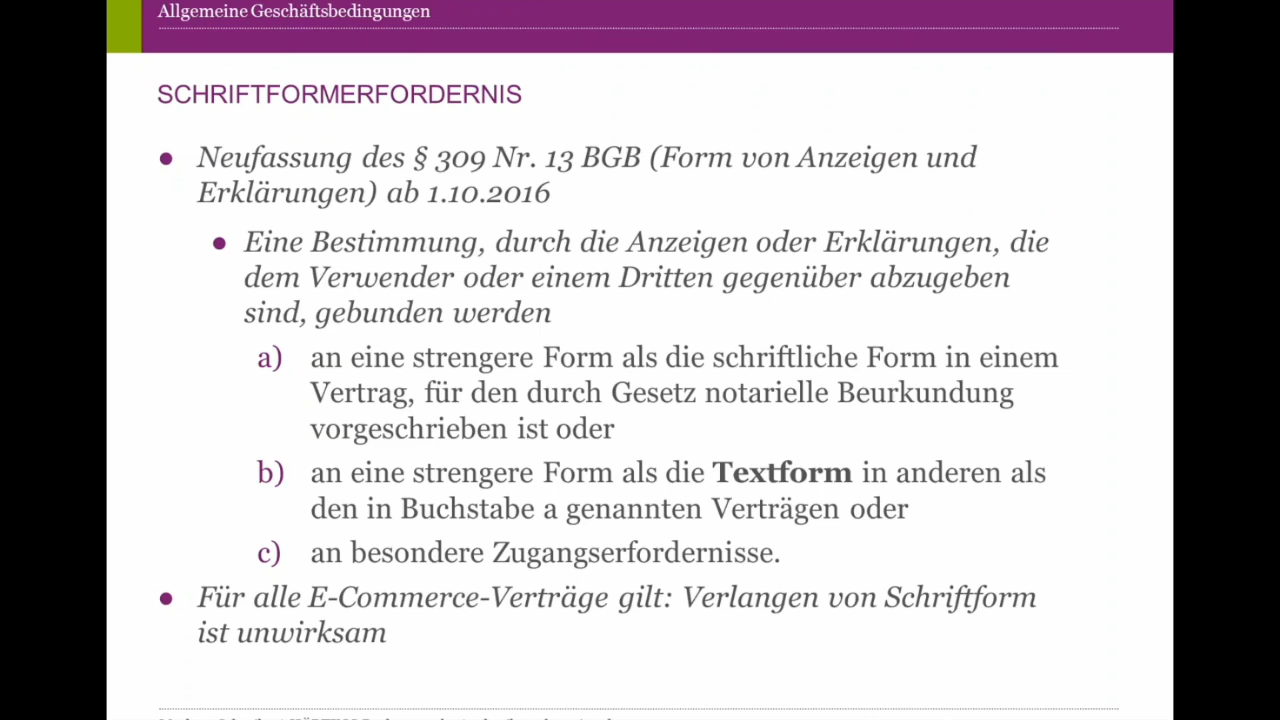 Allgemeine Geschäftsbedingungen
SCHRIFTFORMERFORDERNIS
● Neufassung des § 309 Nr. 13 BGB (Form von Anzeigen und
Erklärungen) ab 1.10.2016
● Eine Bestimmung, durch die Anzeigen oder Erklärungen, die
dem Verwender oder einem Dritten gegenüber abzugeben
sind, gebunden werden
a) an eine strengere Form als die schriftliche Form in einem
Vertrag, für den durch Gesetz notarielle Beurkundung
vorgeschrieben ist oder
b) an eine strengere Form als die Textform in anderen als
den in Buchstabe a genannten Verträgen oder
c) an besondere Zugangserfordernisse.
● Für alle E-Commerce-Verträge gilt: Verlangen von Schriftform
ist unwirksam